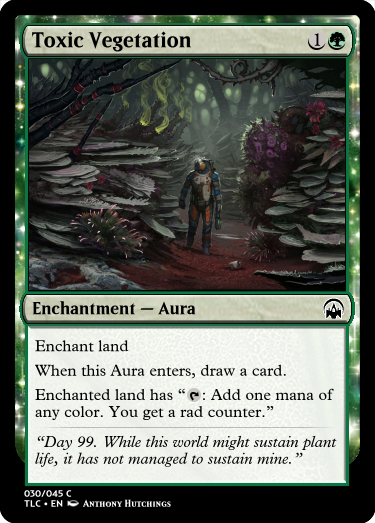 Toxic Vegetation 1
Enchantment — Aura
Enchant land
When this Aura enters, draw a card.
Enchanted land has “: Add one mana of
any color. You get a rad counter.”
“Day 99. While this world might sustain plant
life, it has not managed to sustain mine.”
030/045 C
TLC • EN Anthony Hutchings